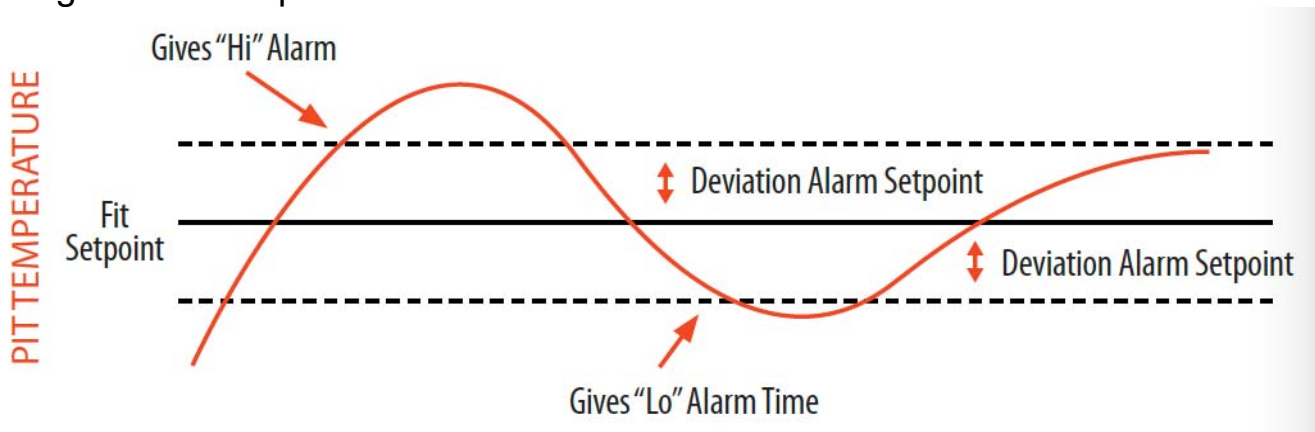 Gives "Hi" Alarm
PIT TEMPERATURE
Deviation Alarm Setpoint
Fit
Setpoint
Deviation Alarm Setpoint
Gives "Lo" Alarm Time